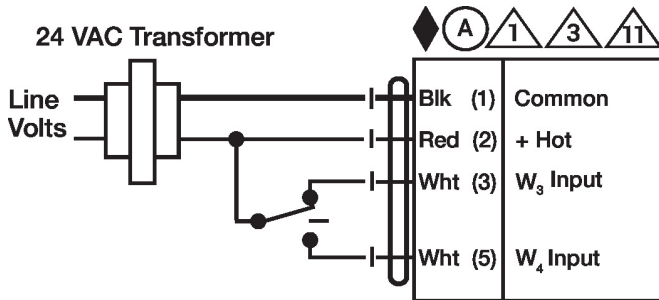 24 VAC Transformer
A 1 3 11
Line
Volts
Blk (1) Common
Red (2) + Hot
Wht (3) W₃ Input
Wht (5) W₄ Input